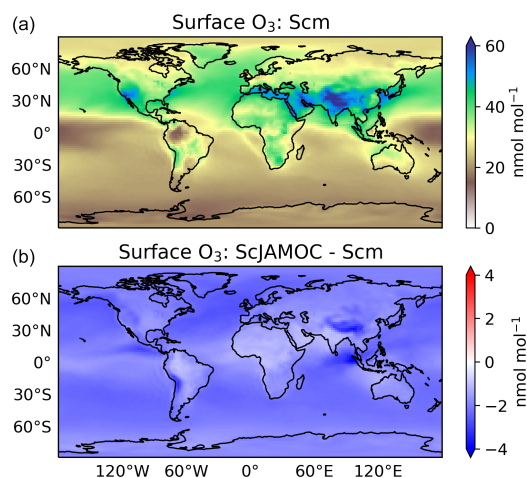 (a)
Surface O₃: Scm
60°N
30°N
0°
30°S
60°S
60
40
20
0
nmol mol⁻¹
(b)
Surface O₃: ScJAMOC - Scm
60°N
30°N
0°
30°S
60°S
120°W 60°W 0° 60°E 120°E
4
2
0
−2
−4
nmol mol⁻¹